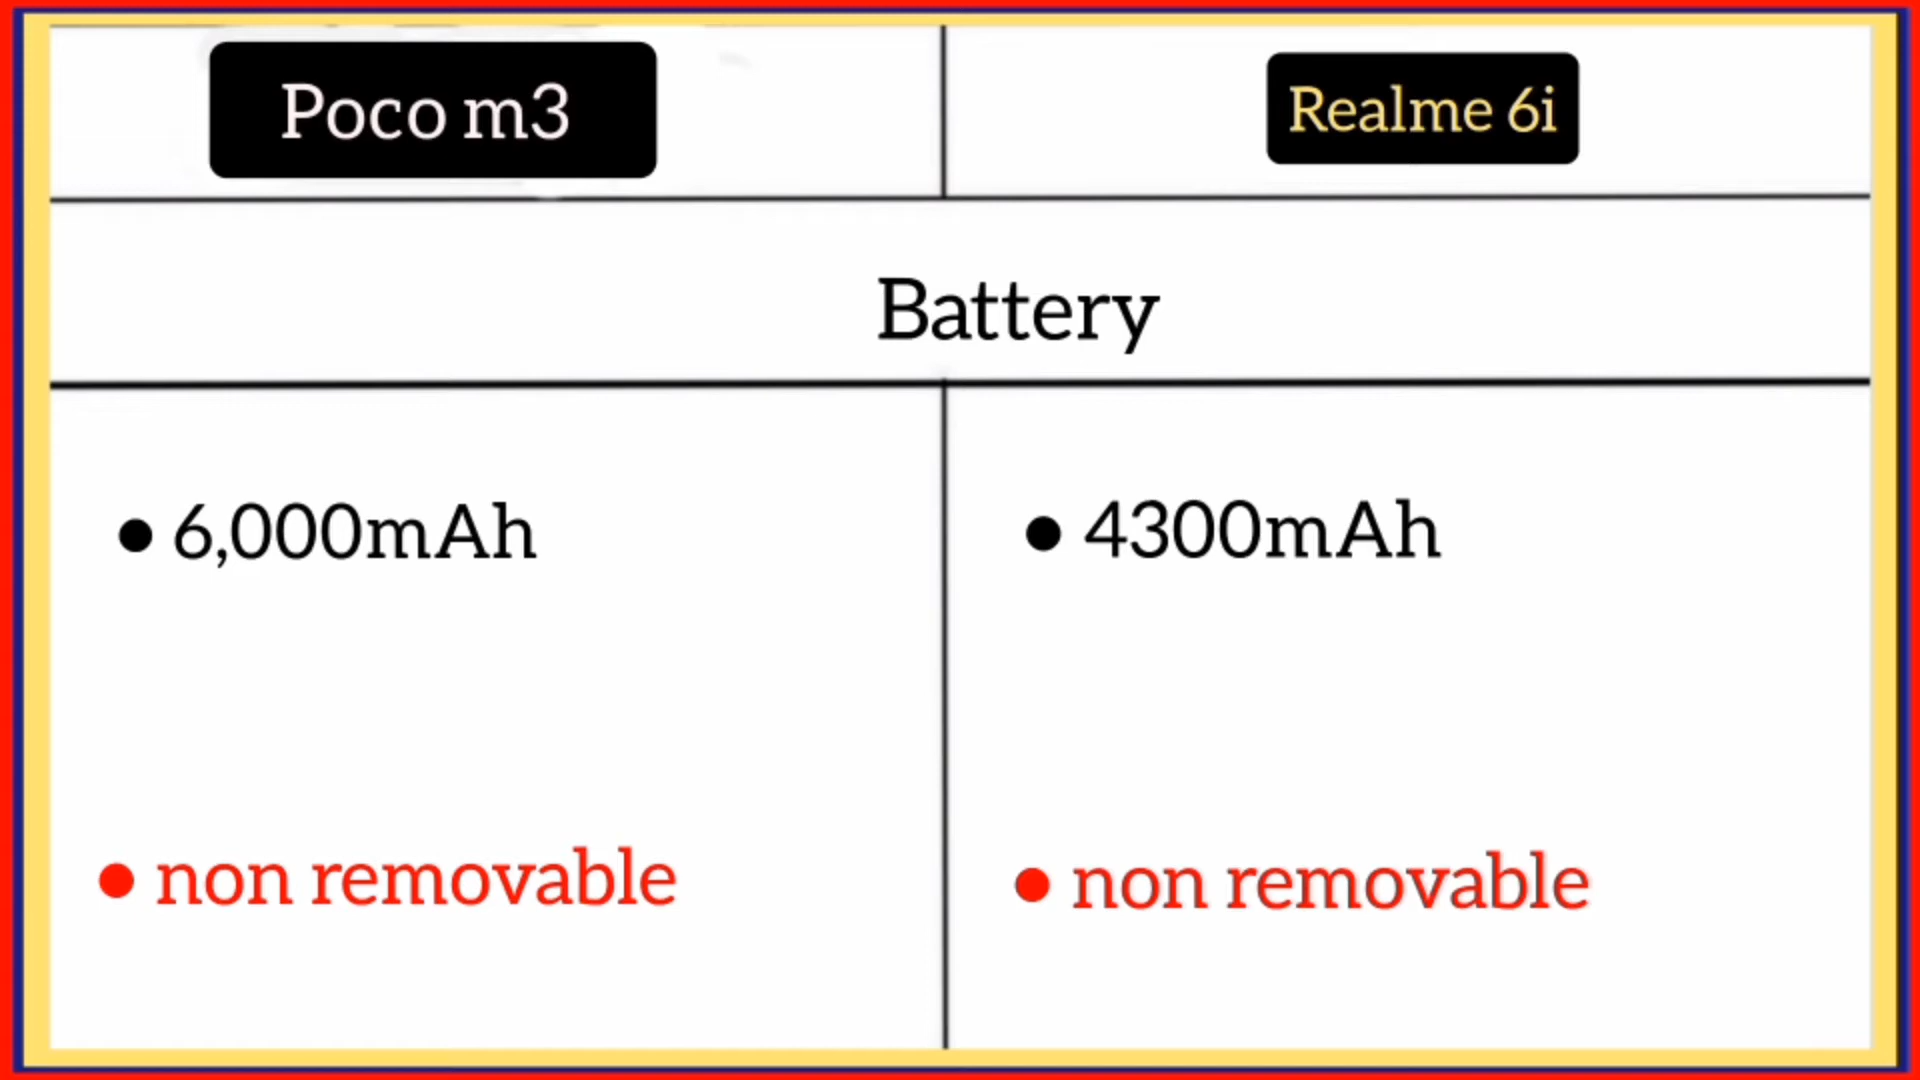 Poco m3
Realme 6i
Battery
• 6,000mAh
• 4300mAh
• non removable
• non removable